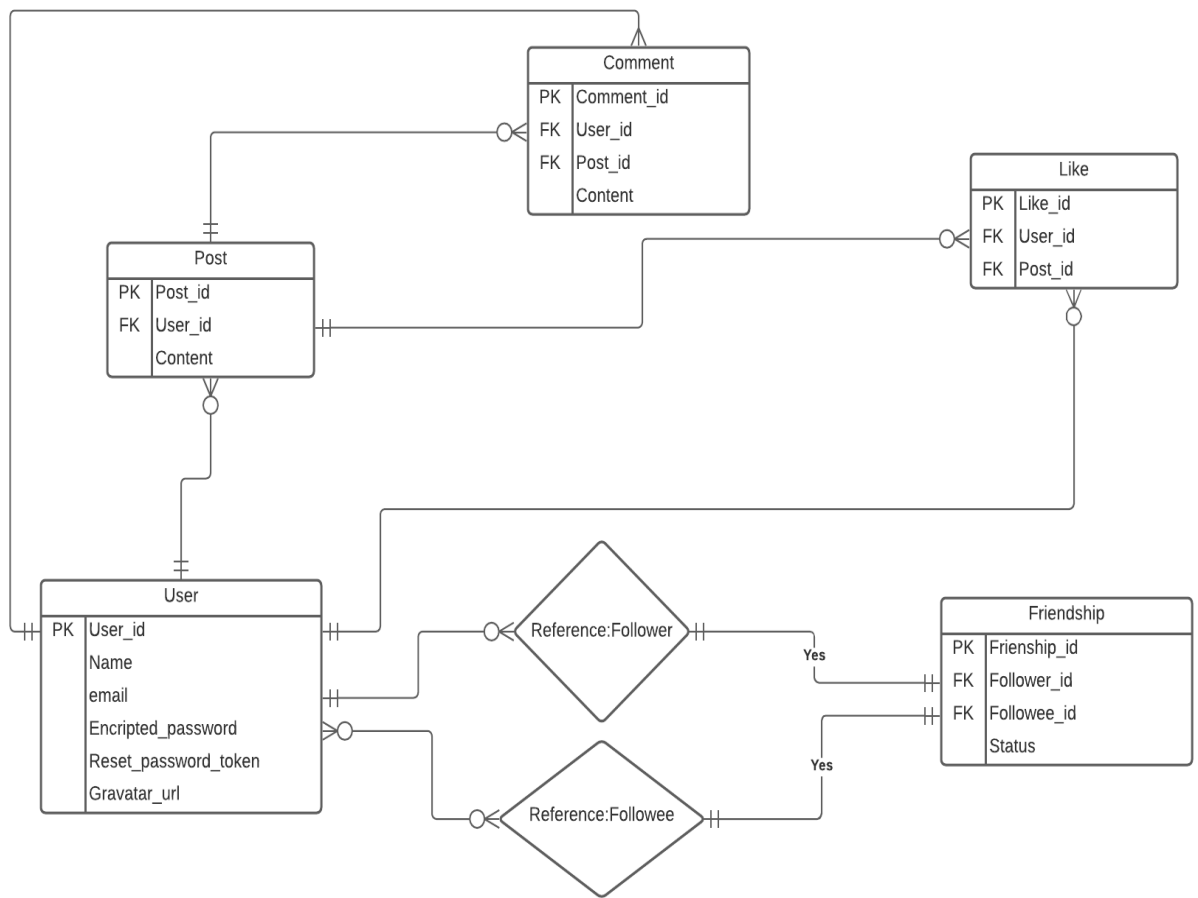 Comment
PK Comment_id
FK User_id
FK Post_id
Content
Like
PK Like_id
FK User_id
FK Post_id
Post
PK Post_id
FK User_id
Content
User
PK User_id
Name
email
Encripted_password
Reset_password_token
Gravatar_url
Reference:Follower
Yes
Reference:Followee
Yes
Friendship
PK Frienship_id
FK Follower_id
FK Followee_id
Status